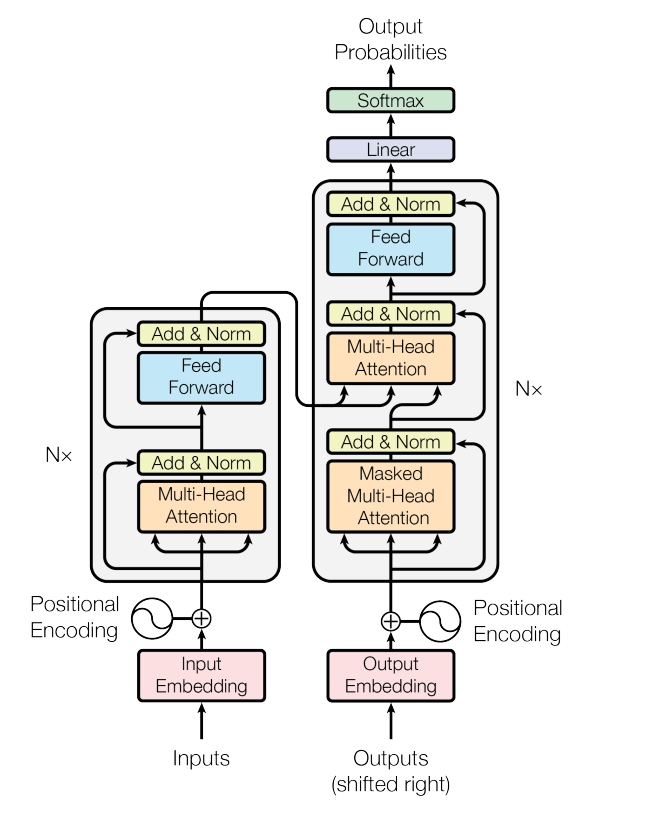 Output
Probabilities
Softmax
Linear
Add & Norm
Feed
Forward
Add & Norm
Multi-Head
Attention
Add & Norm
Masked
Multi-Head
Attention
Nx
Positional
Encoding
Output
Embedding
Outputs
(shifted right)
Add & Norm
Feed
Forward
Add & Norm
Multi-Head
Attention
Nx
Positional
Encoding
Input
Embedding
Inputs